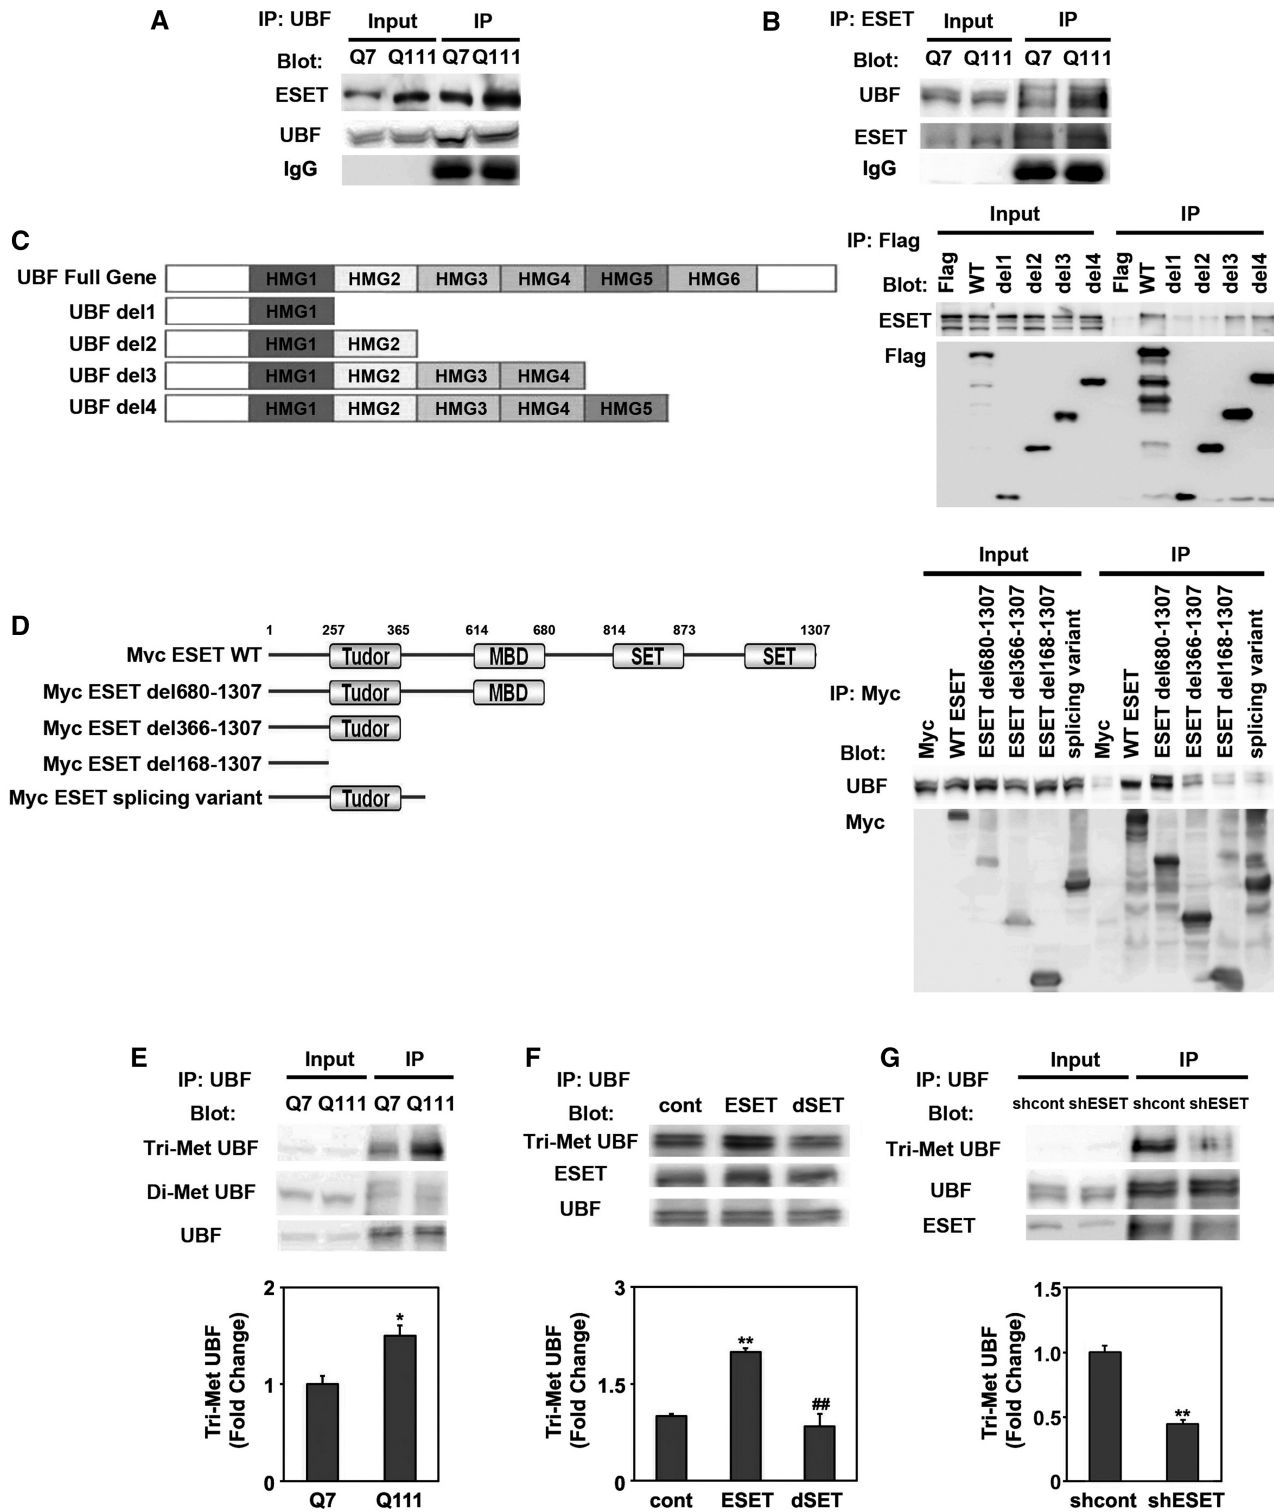 A
IP: UBF
Input
IP
Blot:
Q7
Q111
Q7
Q111
ESET
UBF
IgG
B
IP: ESET
Input
IP
Blot:
Q7
Q111
Q7
Q111
UBF
ESET
IgG
C
UBF Full Gene
HMG1
HMG2
HMG3
HMG4
HMG5
HMG6
UBF del1
HMG1
UBF del2
HMG1
HMG2
UBF del3
HMG1
HMG2
HMG3
HMG4
UBF del4
HMG1
HMG2
HMG3
HMG4
HMG5
Input
IP
IP: Flag
Blot:
Flag
WT
del1
del2
del3
del4
Flag
WT
del1
del2
del3
del4
ESET
Flag
D
1
257
365
614
680
814
873
1307
Myc ESET WT
Tudor
MBD
SET
SET
Myc ESET del680-1307
Tudor
MBD
Myc ESET del366-1307
Tudor
Myc ESET del168-1307
Myc ESET splicing variant
Tudor
Input
IP
IP: Myc
Blot:
Myc
WT ESET
ESET del680-1307
ESET del366-1307
ESET del168-1307
splicing variant
Myc
WT ESET
ESET del680-1307
ESET del366-1307
ESET del168-1307
splicing variant
UBF
Myc
E
Input
IP
IP: UBF
Blot:
Q7
Q111
Q7
Q111
Tri-Met UBF
Di-Met UBF
UBF
Tri-Met UBF
(Fold Change)
2
1
0
*
Q7
Q111
F
IP: UBF
Blot:
cont
ESET
dSET
Tri-Met UBF
ESET
UBF
Tri-Met UBF
(Fold Change)
3
1.5
0
**
##
cont
ESET
dSET
G
Input
IP
IP: UBF
Blot:
shcont
shESET
shcont
shESET
Tri-Met UBF
UBF
ESET
Tri-Met UBF
(Fold Change)
1.5
1.0
0.5
0
**
shcont
shESET